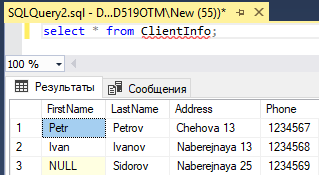 SQLQuery2.sql - D...D519OTM\New (55))*
select * from ClientInfo;
100 %
Результаты Сообщения
FirstName LastName Address Phone
1 Petr Petrov Chehova 13 1234567
2 Ivan Ivanov Naberejnaya 13 1234568
3 NULL Sidorov Naberejnaya 25 1234569